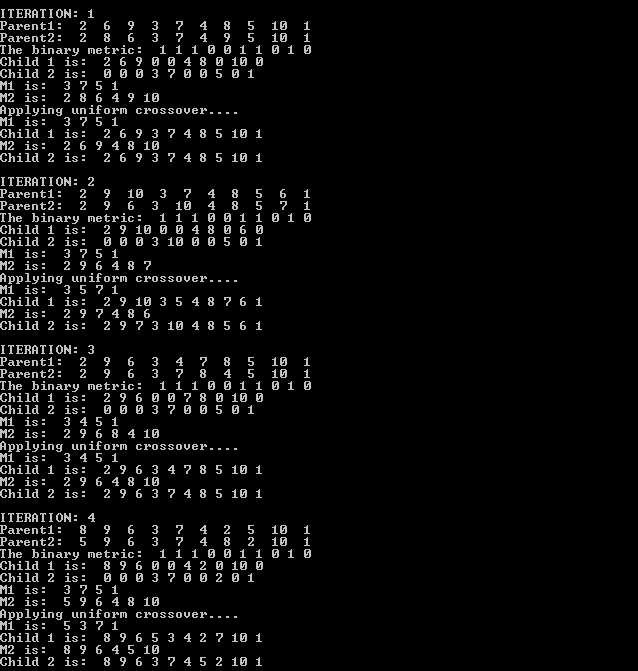 ITERATION: 1
Parent1:  2  6  9  3  7  4  8  5  10  1
Parent2:  2  8  6  3  7  4  9  5  10  1
The binary metric:  1 1 1 0 0 1 1 0 1 0
Child 1 is:  2 6 9 0 0 4 8 0 10 0
Child 2 is:  0 0 0 3 7 0 0 5 0 1
M1 is:  3 7 5 1
M2 is:  2 8 6 4 9 10
Applying uniform crossover....
M1 is:  3 7 5 1
Child 1 is:  2 6 9 3 7 4 8 5 10 1
M2 is:  2 6 9 4 8 10
Child 2 is:  2 6 9 3 7 4 8 5 10 1
ITERATION: 2
Parent1:  2  9  10  3  7  4  8  5  6  1
Parent2:  2  9  6  3  10  4  8  5  7  1
The binary metric:  1 1 1 0 0 1 1 0 1 0
Child 1 is:  2 9 10 0 0 4 8 0 6 0
Child 2 is:  0 0 0 3 10 0 0 5 0 1
M1 is:  3 7 5 1
M2 is:  2 9 6 4 8 7
Applying uniform crossover....
M1 is:  3 5 7 1
Child 1 is:  2 9 10 3 5 4 8 7 6 1
M2 is:  2 9 7 4 8 6
Child 2 is:  2 9 7 3 10 4 8 5 6 1
ITERATION: 3
Parent1:  2  9  6  3  4  7  8  5  10  1
Parent2:  2  9  6  3  7  8  4  5  10  1
The binary metric:  1 1 1 0 0 1 1 0 1 0
Child 1 is:  2 9 6 0 0 7 8 0 10 0
Child 2 is:  0 0 0 3 7 0 0 5 0 1
M1 is:  3 4 5 1
M2 is:  2 9 6 8 4 10
Applying uniform crossover....
M1 is:  3 4 5 1
Child 1 is:  2 9 6 3 4 7 8 5 10 1
M2 is:  2 9 6 4 8 10
Child 2 is:  2 9 6 3 7 4 8 5 10 1
ITERATION: 4
Parent1:  8  9  6  3  7  4  2  5  10  1
Parent2:  5  9  6  3  7  4  8  2  10  1
The binary metric:  1 1 1 0 0 1 1 0 1 0
Child 1 is:  8 9 6 0 0 4 2 0 10 0
Child 2 is:  0 0 0 3 7 0 0 2 0 1
M1 is:  3 7 5 1
M2 is:  5 9 6 4 8 10
Applying uniform crossover....
M1 is:  5 3 7 1
Child 1 is:  8 9 6 5 3 4 2 7 10 1
M2 is:  8 9 6 4 5 10
Child 2 is:  8 9 6 3 7 4 5 2 10 1